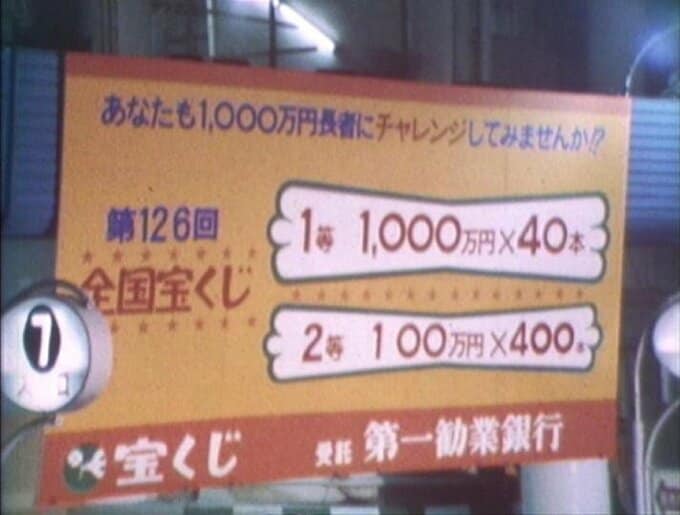 あなたも1,000万円長者にチャレンジしてみませんか!?
第126回
全国宝くじ
1等 1,000万円×40本
2等 100万円×400本
7
入口
宝くじ 受託 第一勧業銀行